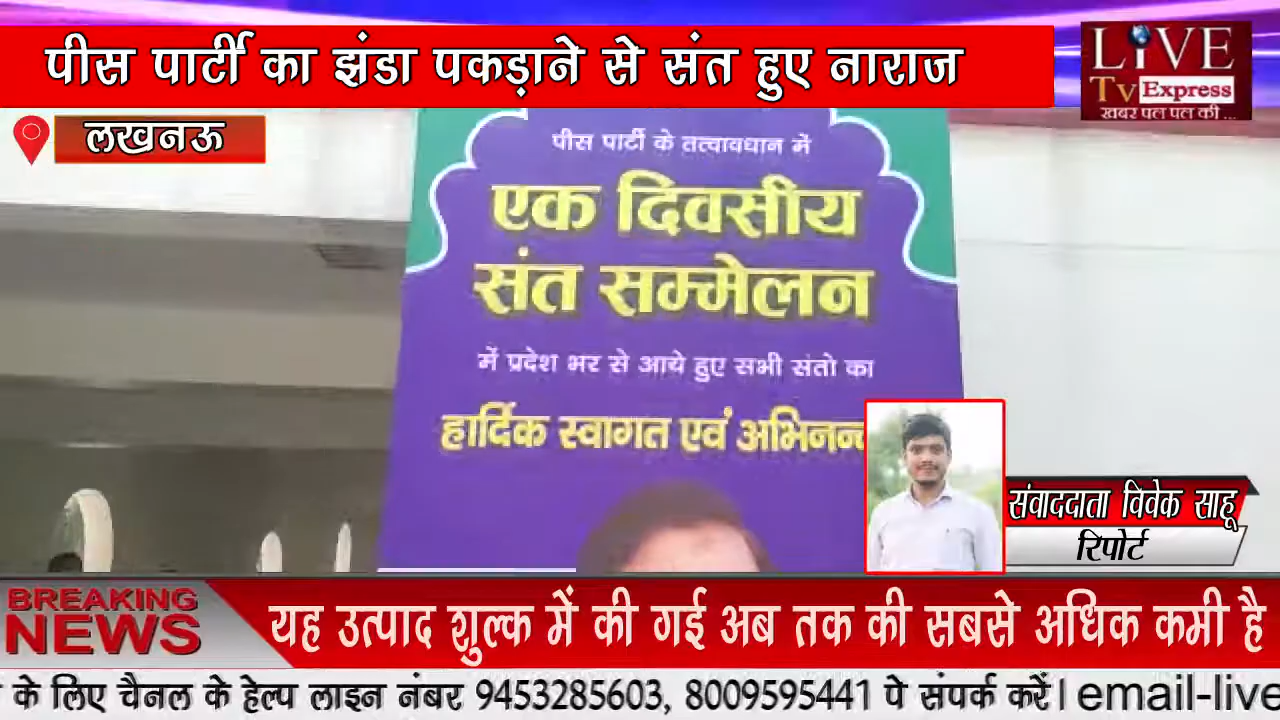 पीस पार्टी का झंडा पकड़ाने से संत हुए नाराज
LiVE
Tv Express
खबर पल पल की...
लखनऊ
पीस पार्टी के तत्वावधान में
एक दिवसीय
संत सम्मेलन
में प्रदेश भर से आये हुए सभी संतो का
हार्दिक स्वागत एवं
संवाददाता विवेक साहू
रिपोर्ट
BREAKING
NEWS
यह उत्पाद शुल्क में की गई अब तक की सबसे अधिक कमी है
के लिए चैनल के हेल्प लाइन नंबर 9453285603, 8009595441 पे संपर्क करें। email-live